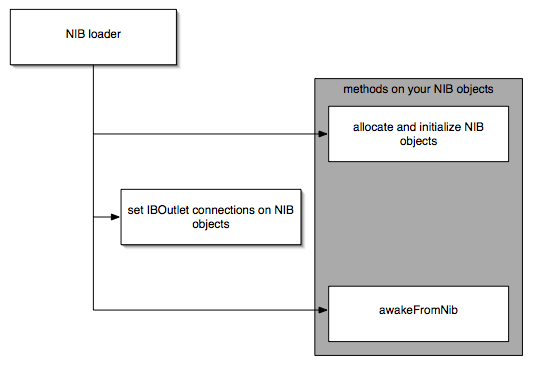 NIB loader
methods on your NIB objects
allocate and initialize NIB
objects
set IBOutlet connections on NIB
objects
awakeFromNib